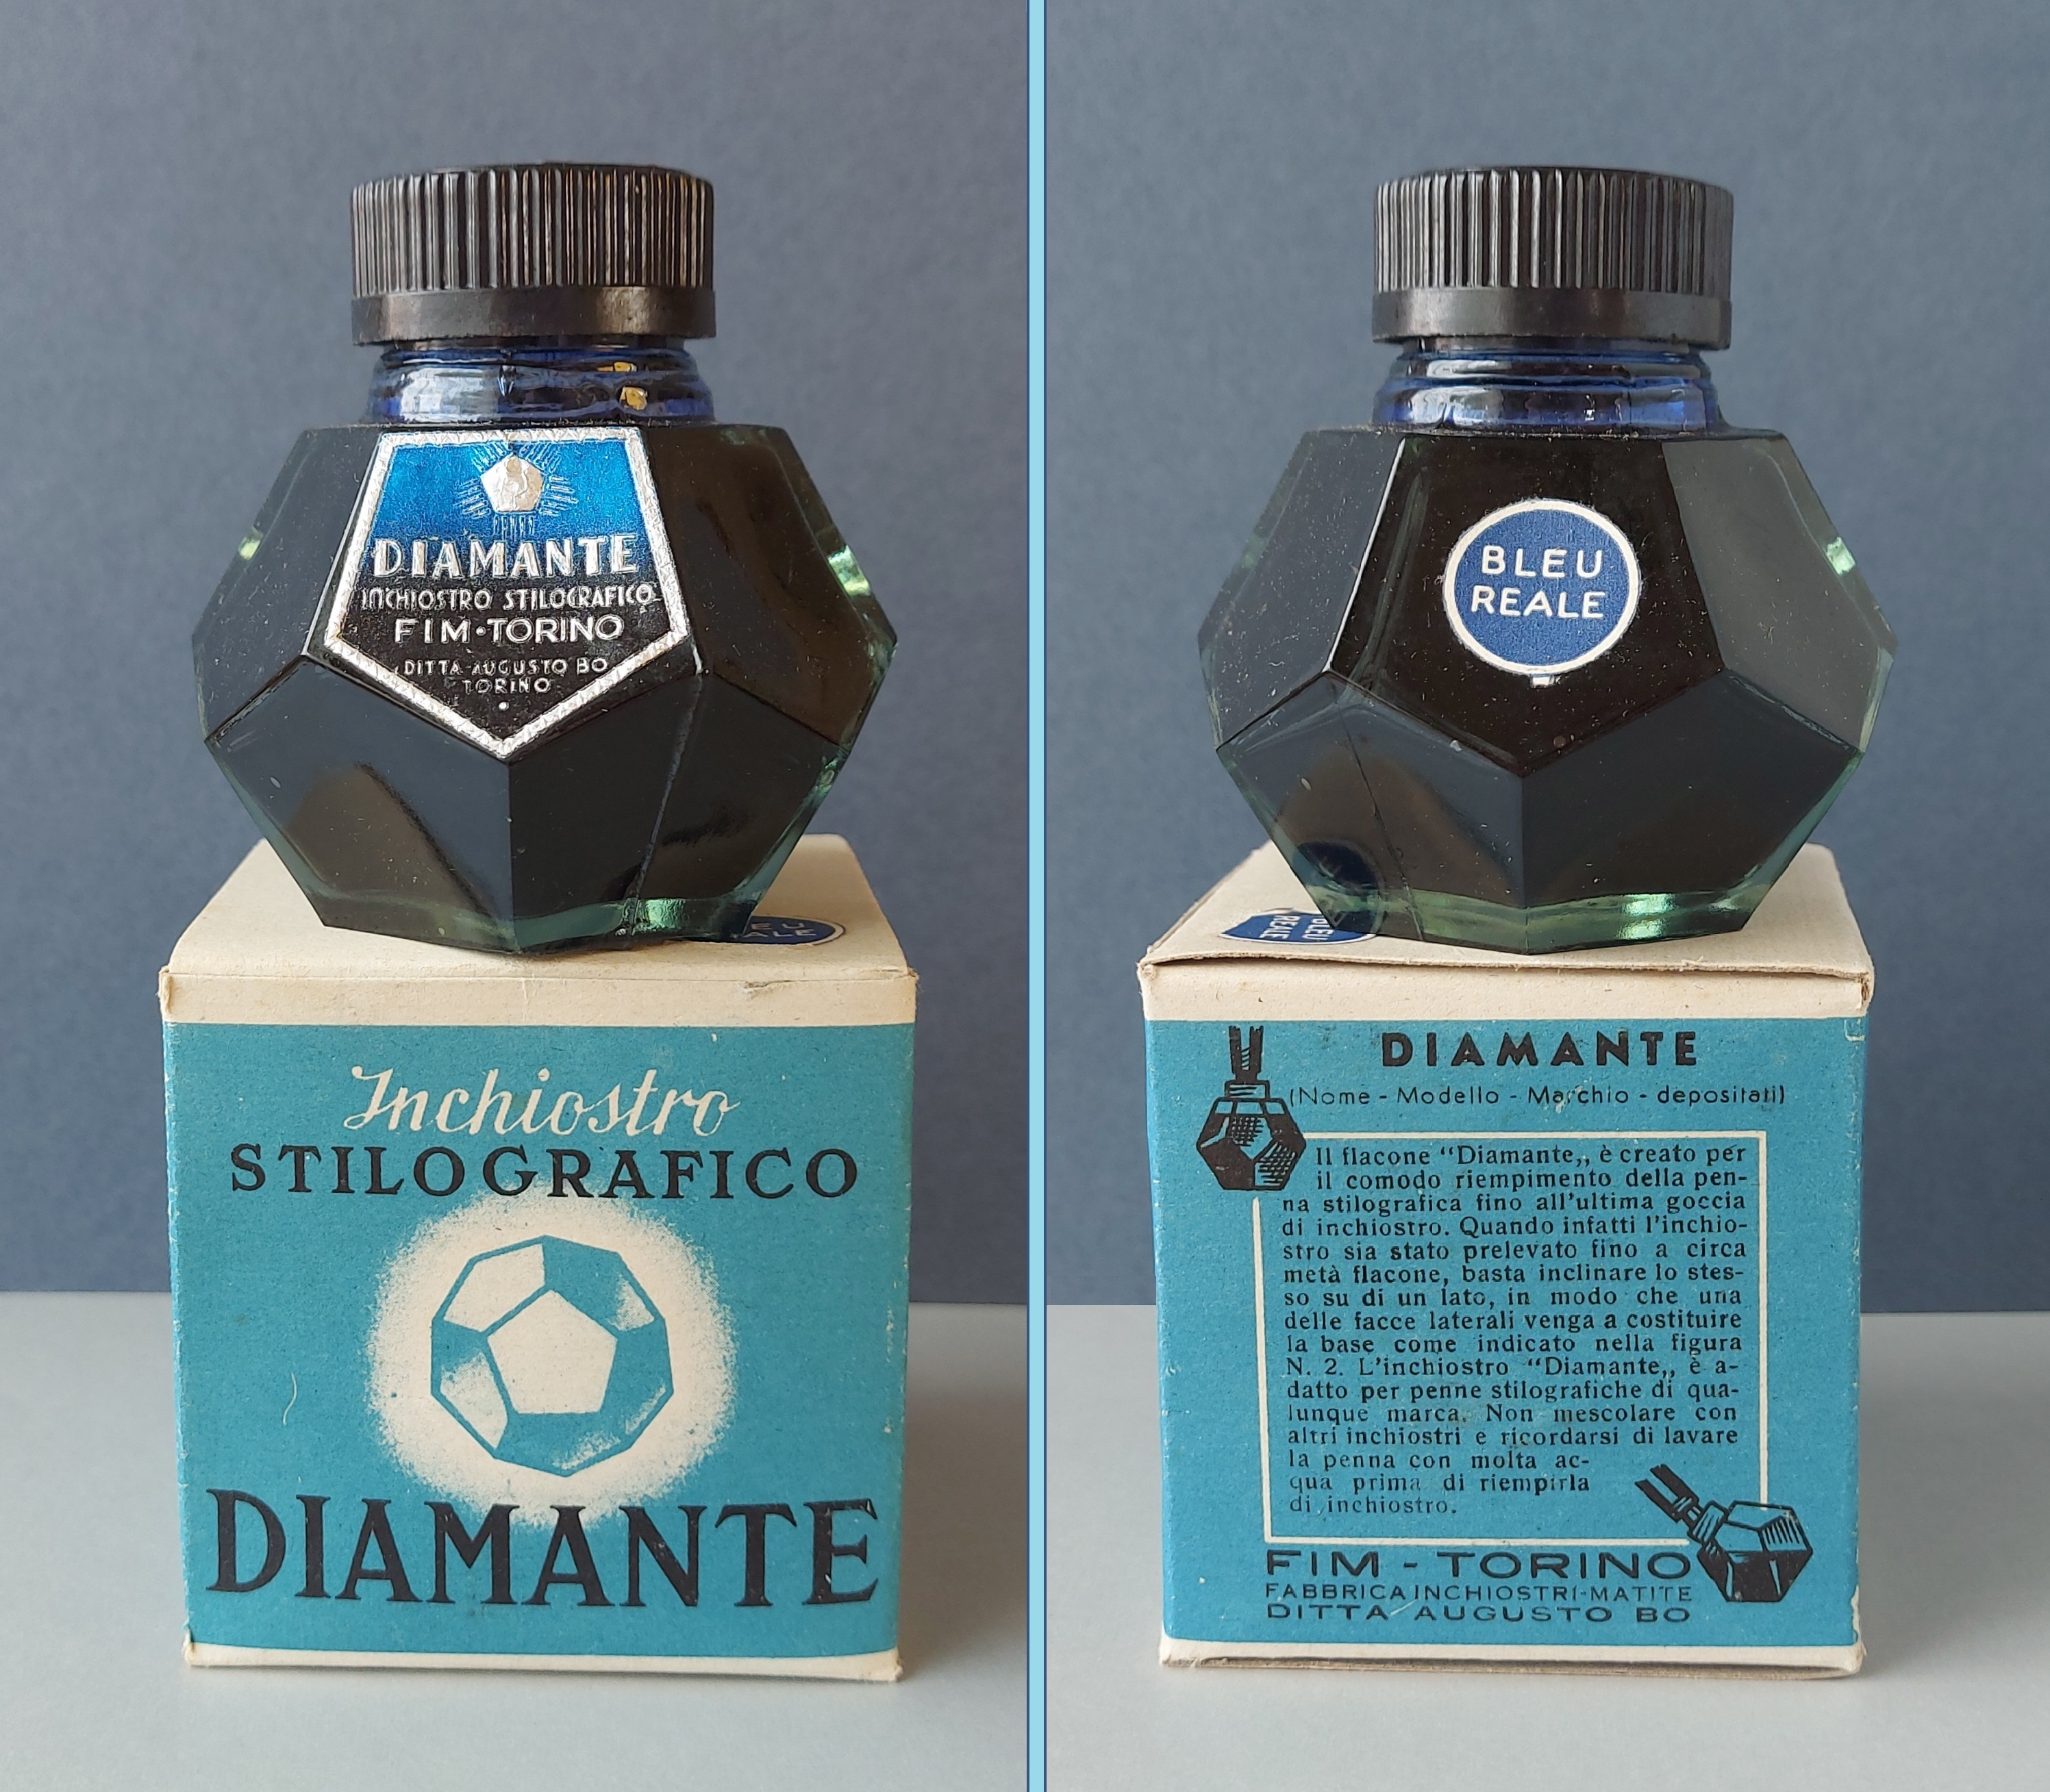 DIAMANTE
INCHIOSTRO STILOGRAFICO
FIM·TORINO
DITTA AUGUSTO BO
TORINO
Inchiostro
STILOGRAFICO
DIAMANTE
BLEU
REALE
BLEU
REALE
DIAMANTE
(Nome - Modello - Marchio - depositati)
Il flacone “Diamante„ è creato per
il comodo riempimento della pen-
na stilografica fino all'ultima goccia
di inchiostro. Quando infatti l'inchio-
stro sia stato prelevato fino a circa
metà flacone, basta inclinare lo stes-
so su di un lato, in modo che una
delle facce laterali venga a costituire
la base come indicato nella figura
N. 2. L'inchiostro “Diamante„ è a-
datto per penne stilografiche di qua-
lunque marca. Non mescolare con
altri inchiostri e ricordarsi di lavare
la penna con molta ac-
qua prima di riempirla
di inchiostro.
FIM - TORINO
FABBRICA INCHIOSTRI-MATITE
DITTA AUGUSTO BO